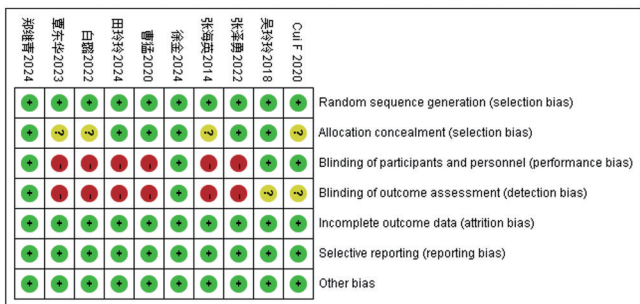 郑维青2024
覃东华2023
白璐2022
田玲玲2024
曹猛2020
徐金2024
张海英2014
张泽勇2022
吴玲玲2018
Cui F 2020
+ + + + + + + + + + Random sequence generation (selection bias)
+ ? ? + + + ? + + ? Allocation concealment (selection bias)
+ - - - - + - - + + Blinding of participants and personnel (performance bias)
+ - - - - + - - ? ? Blinding of outcome assessment (detection bias)
+ + + + + + + + + + Incomplete outcome data (attrition bias)
+ + + + + + + + + + Selective reporting (reporting bias)
+ + + + + + + + + + Other bias